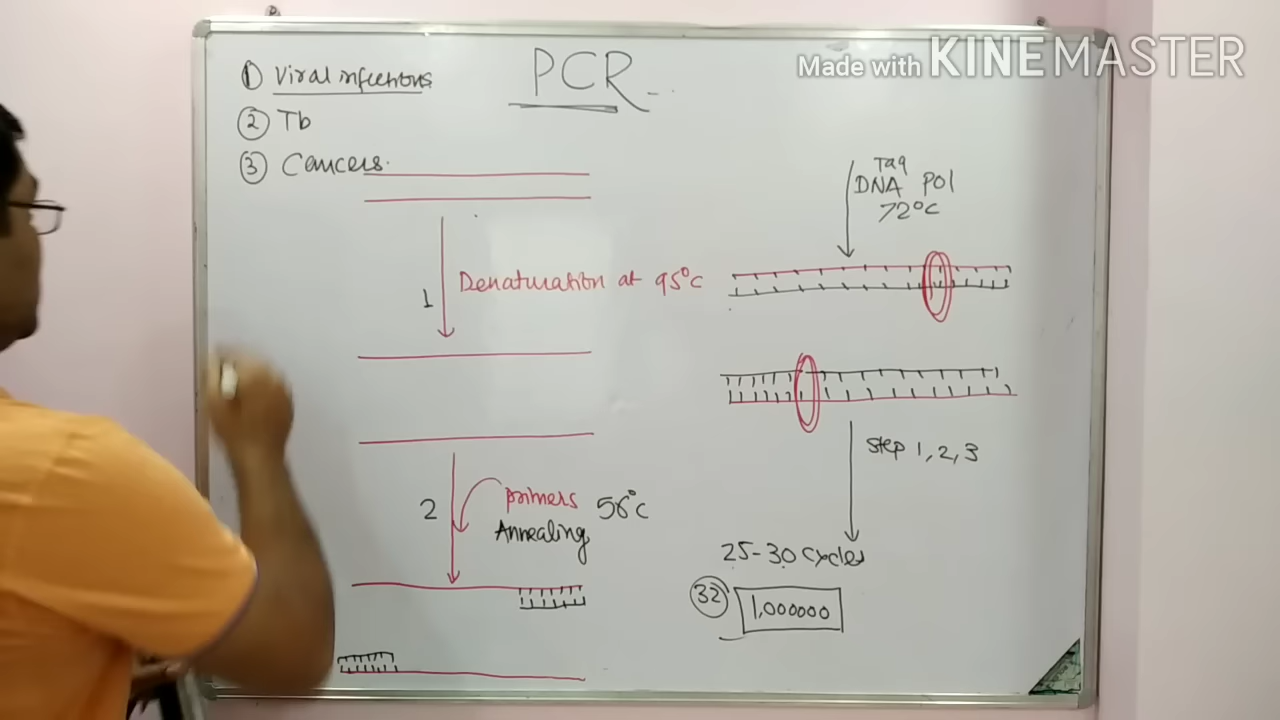 Made with KINEMASTER
PCR
① Viral infections
② Tb
③ Cancers.
1
Denaturation at 95°C
2
primers 56°C
Annealing
Taq
DNA Pol
72°C
Step 1, 2, 3
25-30 cycles
32
1,000000